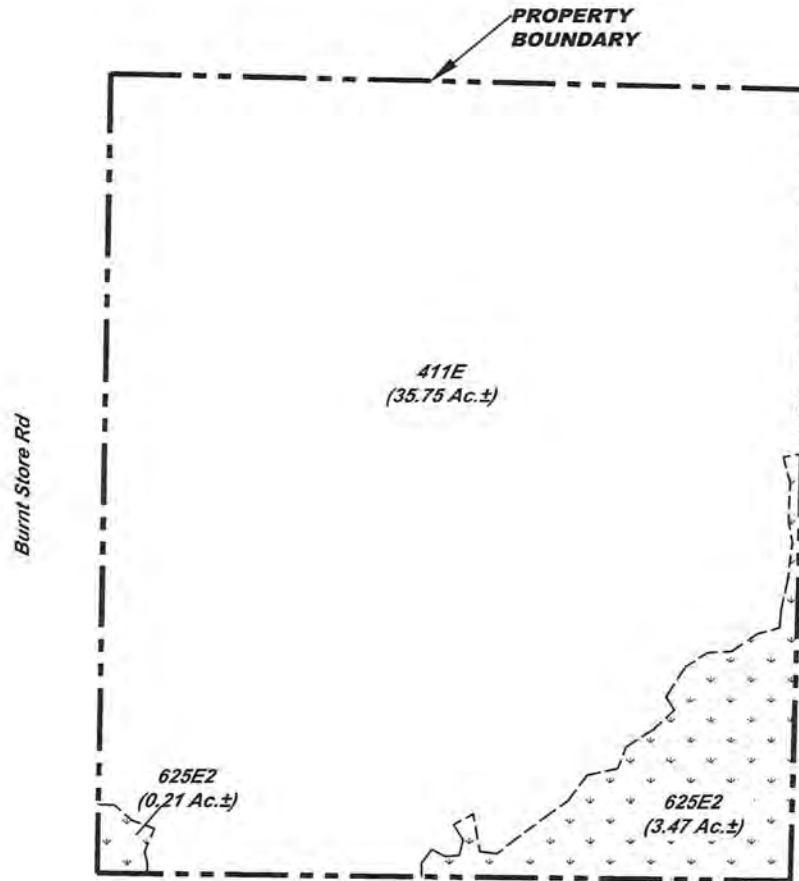 PROPERTY
BOUNDARY
411E
(35.75 Ac.±)
Burnt Store Rd
625E2
(0.21 Ac.±)
625E2
(3.47 Ac.±)